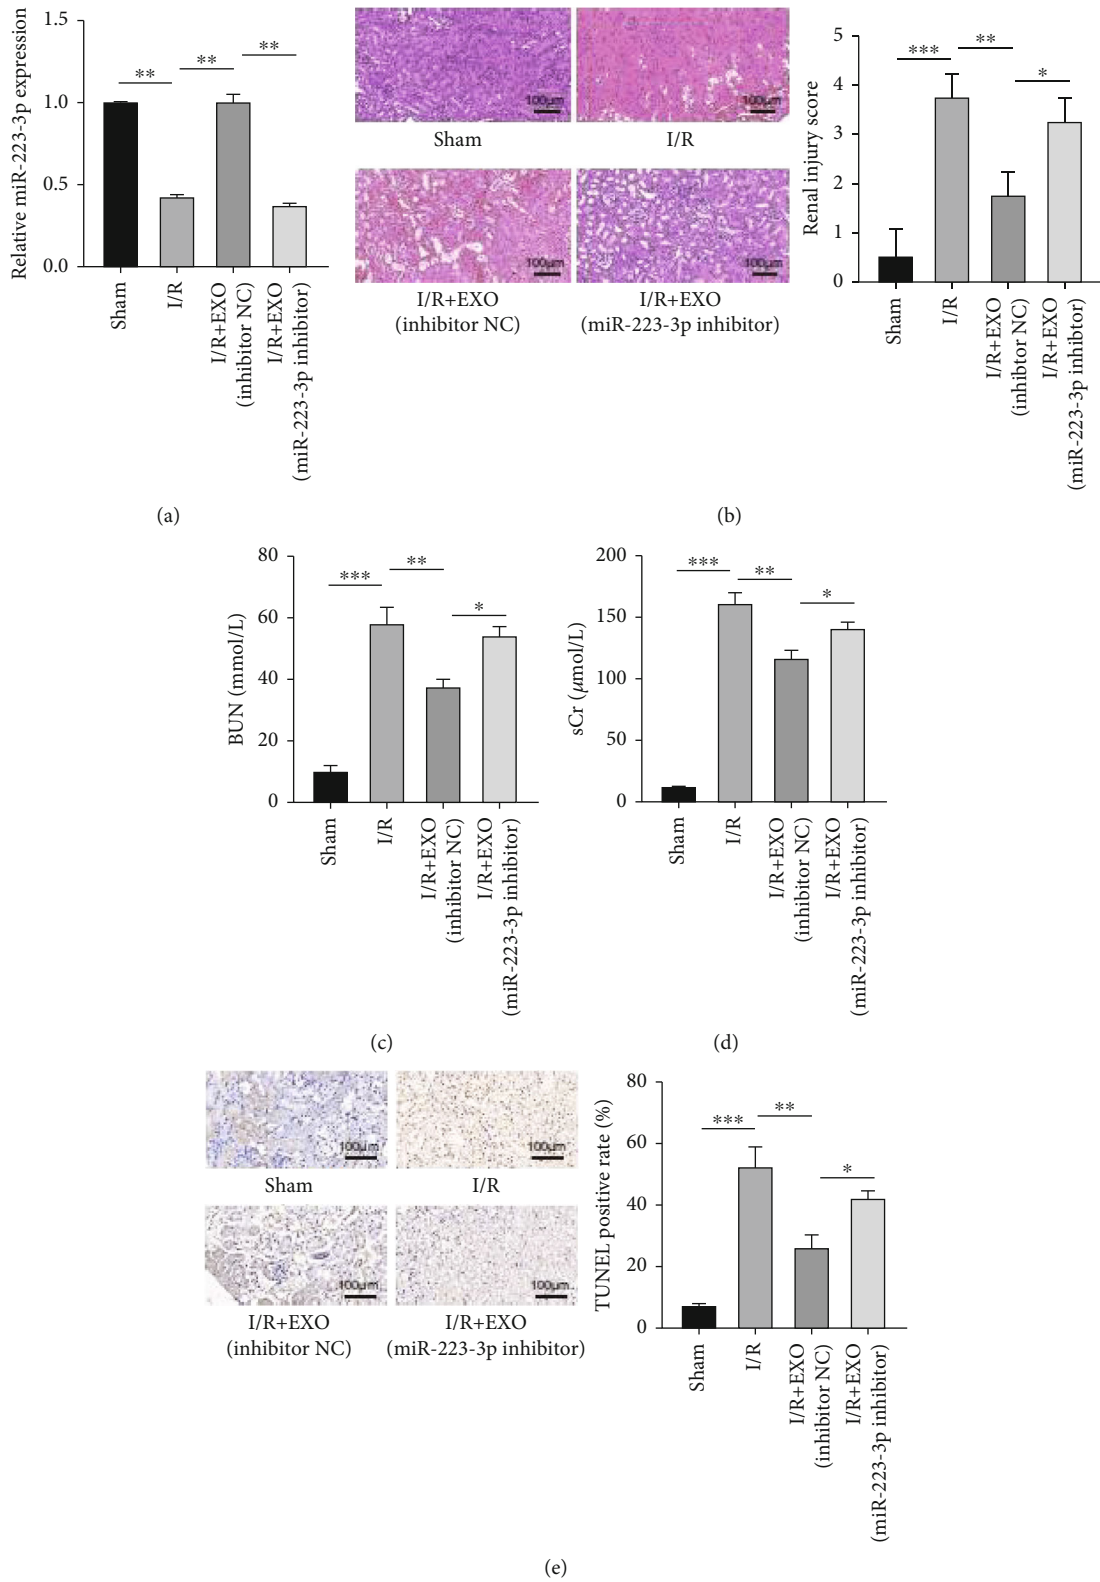 Relative miR-223-3p expression
1.5
1.0
0.5
0.0
**
**
**
Sham
I/R
I/R+EXO
(inhibitor NC)
I/R+EXO
(miR-223-3p inhibitor)
(a)
100μm
Sham
100μm
I/R
100μm
I/R+EXO
(inhibitor NC)
100μm
I/R+EXO
(miR-223-3p inhibitor)
Renal injury score
5
4
3
2
1
0
***
**
*
Sham
I/R
I/R+EXO
(inhibtor NC)
I/R+EXO
(miR-223-3p inhibtor)
(b)
BUN (mmol/L)
80
60
40
20
0
***
**
*
Sham
I/R
I/R+EXO
(inhibitor NC)
I/R+EXO
(miR-223-3p inhibitor)
(c)
sCr (μmol/L)
200
150
100
50
0
***
**
*
Sham
I/R
I/R+EXO
(inhibitor NC)
I/R+EXO
(miR-223-3p inhibitor)
(d)
100μm
Sham
100μm
I/R
100μm
I/R+EXO
(inhibitor NC)
100μm
I/R+EXO
(miR-223-3p inhibitor)
TUNEL positive rate (%)
80
60
40
20
0
***
**
*
Sham
I/R
I/R+EXO
(inhibitor NC)
I/R+EXO
(miR-223-3p inhibitor)
(e)